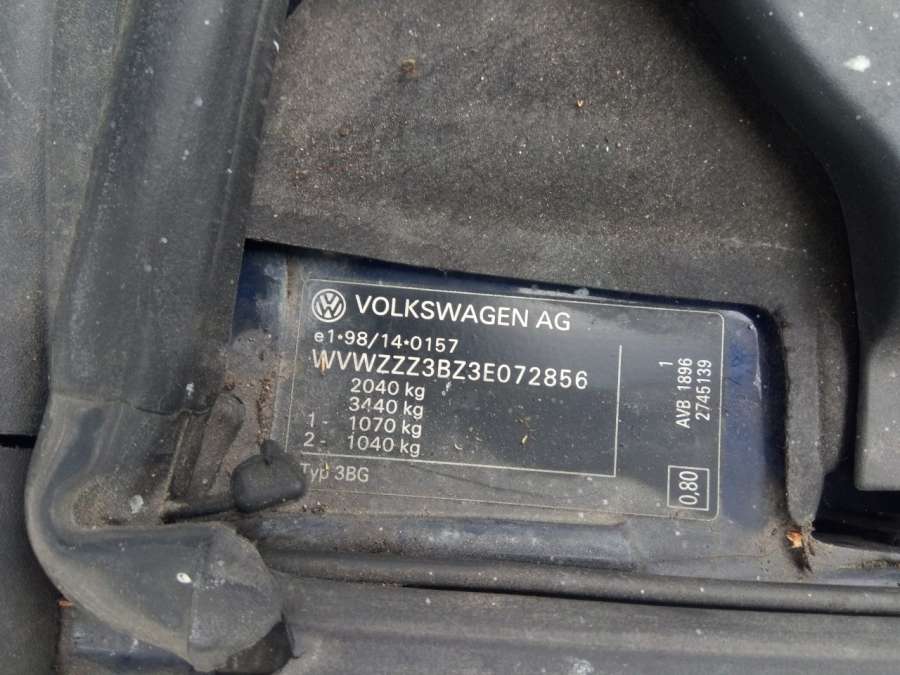 VOLKSWAGEN AG
e1•98/14•0157
WVWZZZ3BZ3E072856
2040 kg
3440 kg
1 - 1070 kg
2 - 1040 kg
Typ 3BG
1
AVB 1896
2745139
0,80